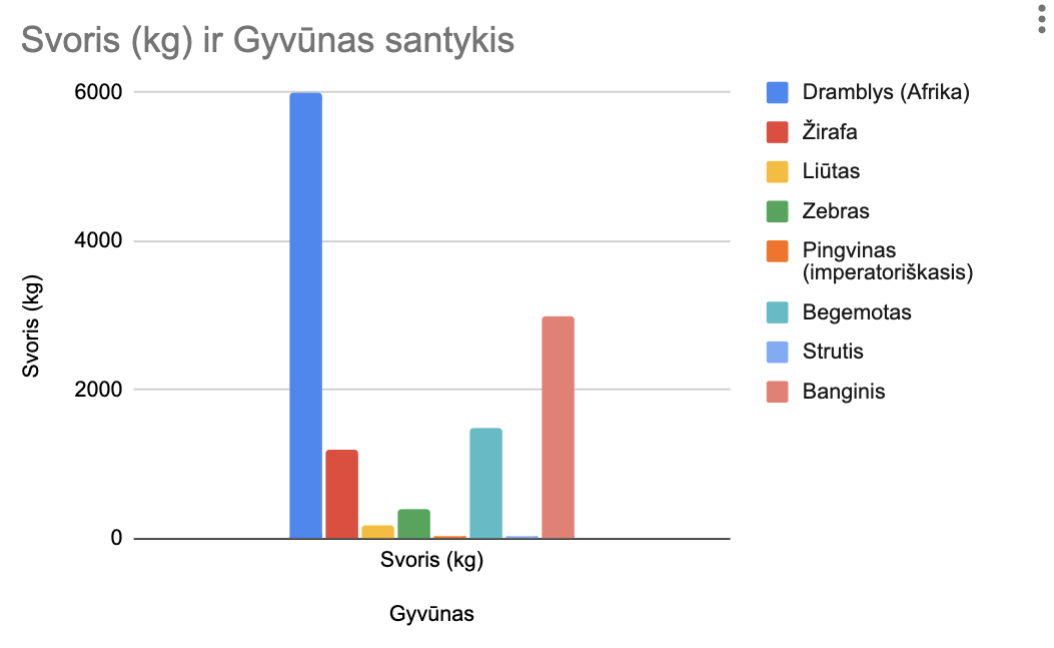 Svoris (kg) ir Gyvūnas santykis
6000
4000
2000
0
Svoris (kg)
Svoris (kg)
Gyvūnas
Dramblys (Afrika)
Žirafa
Liūtas
Zebras
Pingvinas
(imperatoriškasis)
Begemotas
Strutis
Banginis